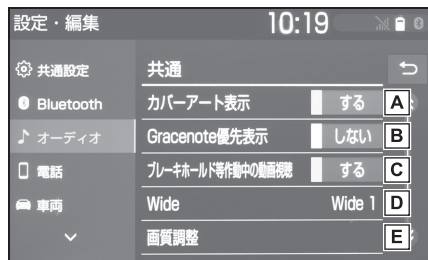 設定・編集
10:19
共通設定
Bluetooth
オーディオ
電話
車両
共通
カバーアート表示 する A
Gracenote優先表示 しない B
ブレーキホールド等作動中の動画視聴 する C
Wide Wide 1 D
画質調整 E